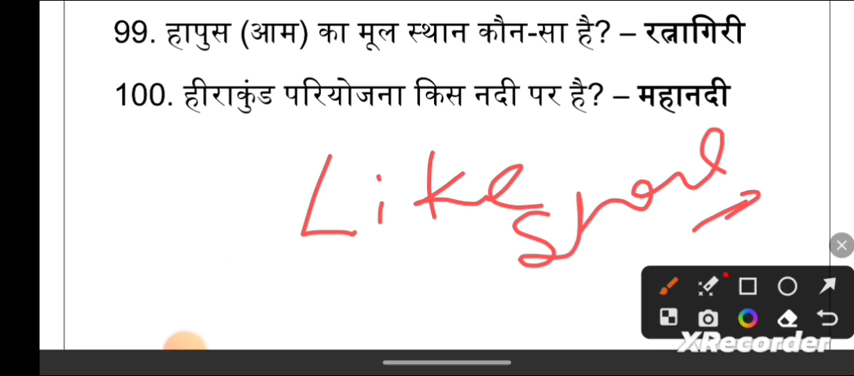 99. हापुस (आम) का मूल स्थान कौन-सा है? – रत्नागिरी
100. हीराकुंड परियोजना किस नदी पर है? – महानदी
Like
Share
XRecorder